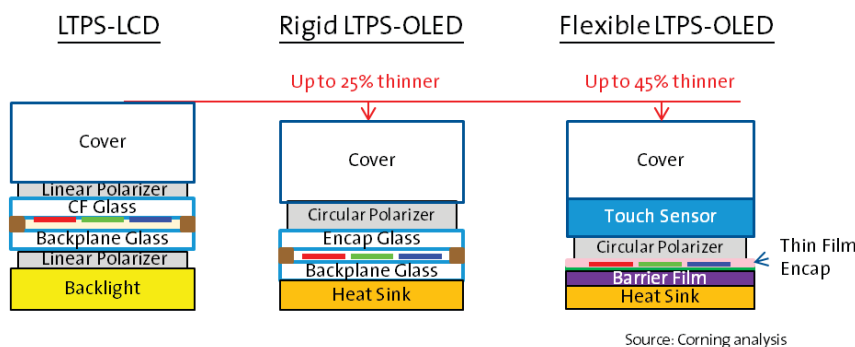 LTPS-LCD
Rigid LTPS-OLED
Flexible LTPS-OLED
Up to 25% thinner
Up to 45% thinner
Cover
Linear Polarizer
CF Glass
Backplane Glass
Linear Polarizer
Backlight
Cover
Circular Polarizer
Encap Glass
Backplane Glass
Heat Sink
Cover
Touch Sensor
Circular Polarizer
Thin Film
Encap
Barrier Film
Heat Sink
Source: Corning analysis